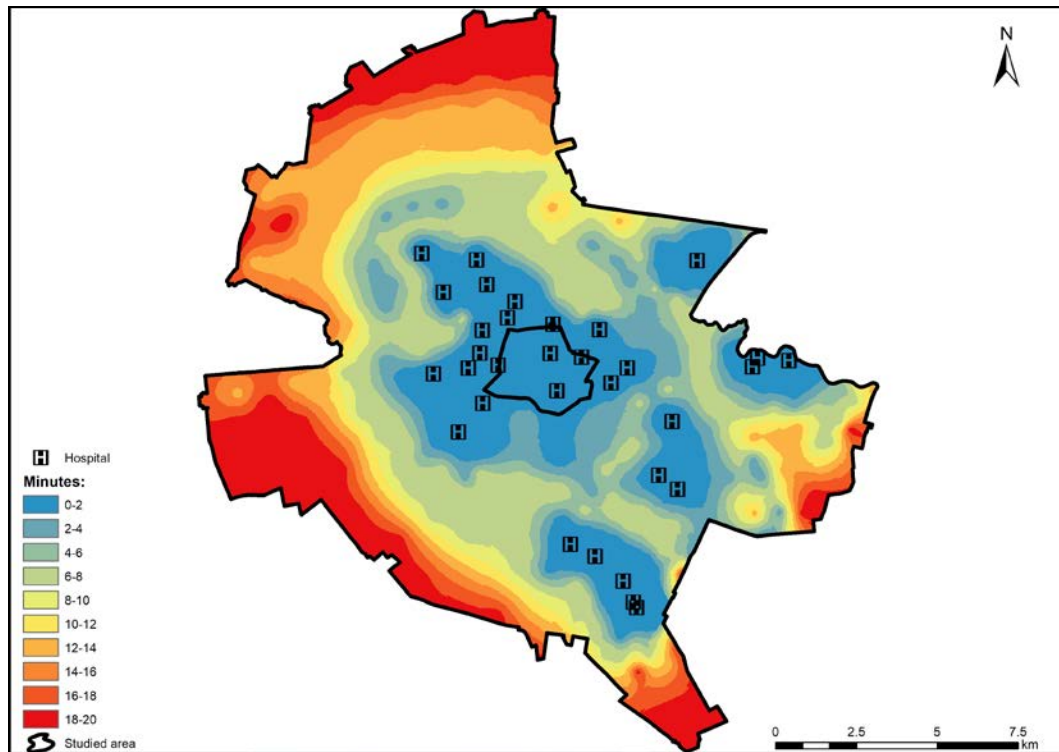 N
H Hospital
Minutes:
0-2
2-4
4-6
6-8
8-10
10-12
12-14
14-16
16-18
18-20
Studied area
0 2.5 5 7.5
km